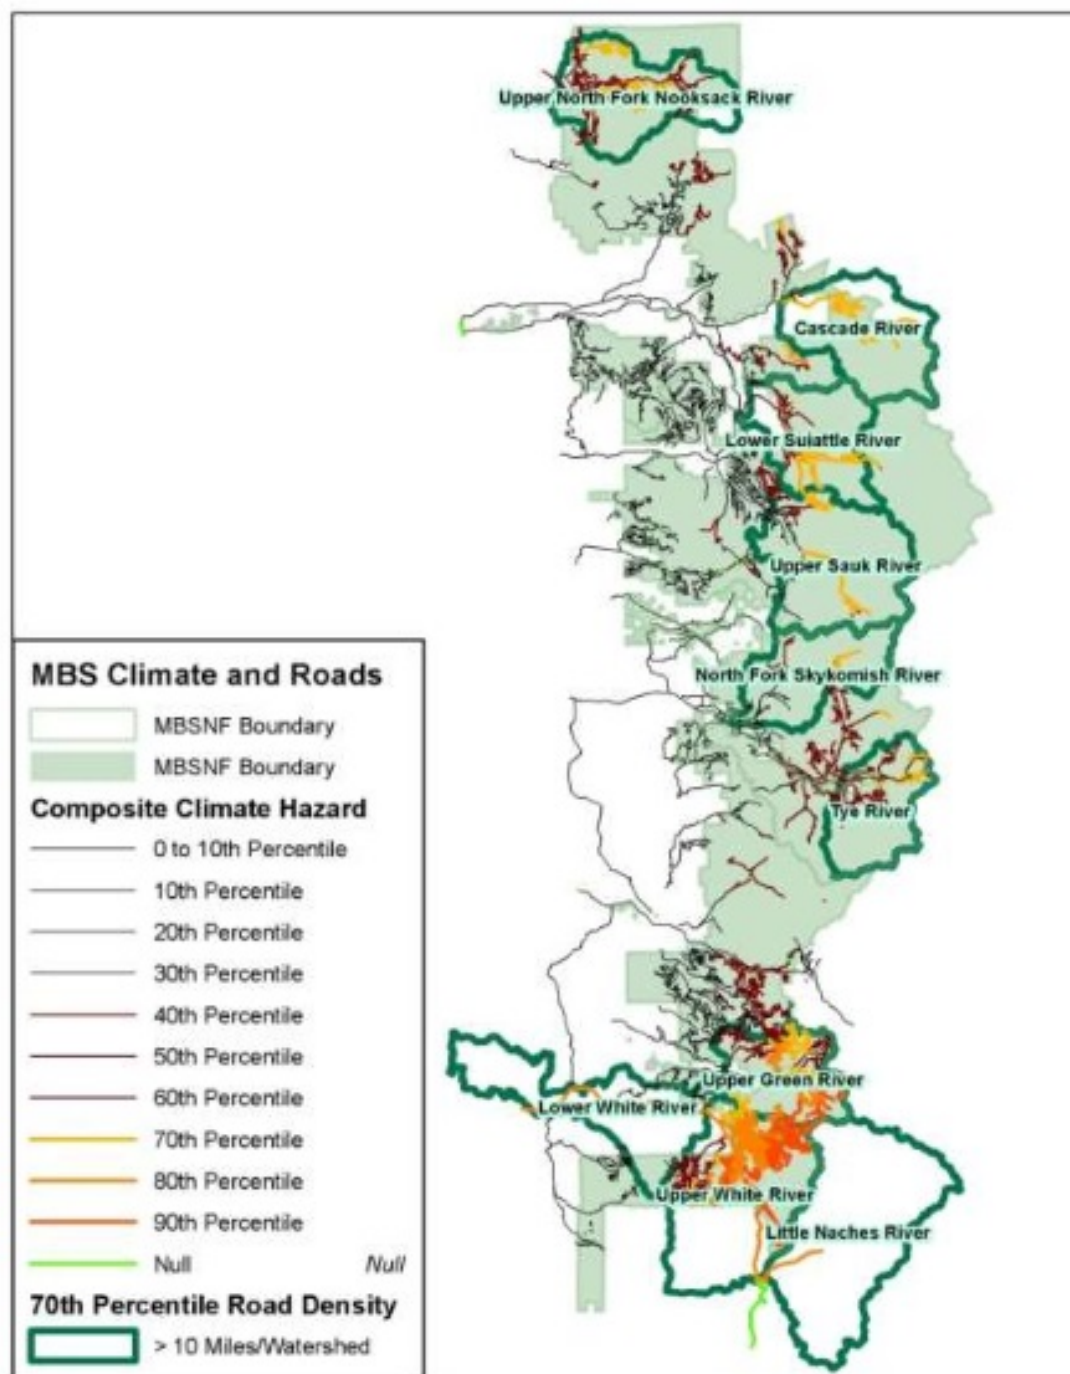 Upper North Fork Nooksack River
Cascade River
Lower Suiattle River
Upper Sauk River
North Fork Skykomish River
Tye River
Upper Green River
Lower White River
Upper White River
Little Naches River
MBS Climate and Roads
MBSNF Boundary
MBSNF Boundary
Composite Climate Hazard
0 to 10th Percentile
10th Percentile
20th Percentile
30th Percentile
40th Percentile
50th Percentile
60th Percentile
70th Percentile
80th Percentile
90th Percentile
Null Null
70th Percentile Road Density
> 10 Miles/Watershed